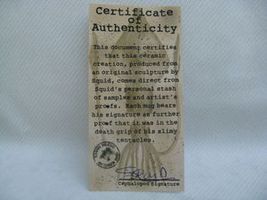 Certificate
of
Authenticity
This document certifies
that this ceramic
creation, produced from
an original sculpture by
Squid, comes direct from
Squid's personal stash
of samples and artist's
proofs. Each mug bears
his signature as further
proof that it was in the
death grip of his slimy
tentacles.
Cephalopod Signature